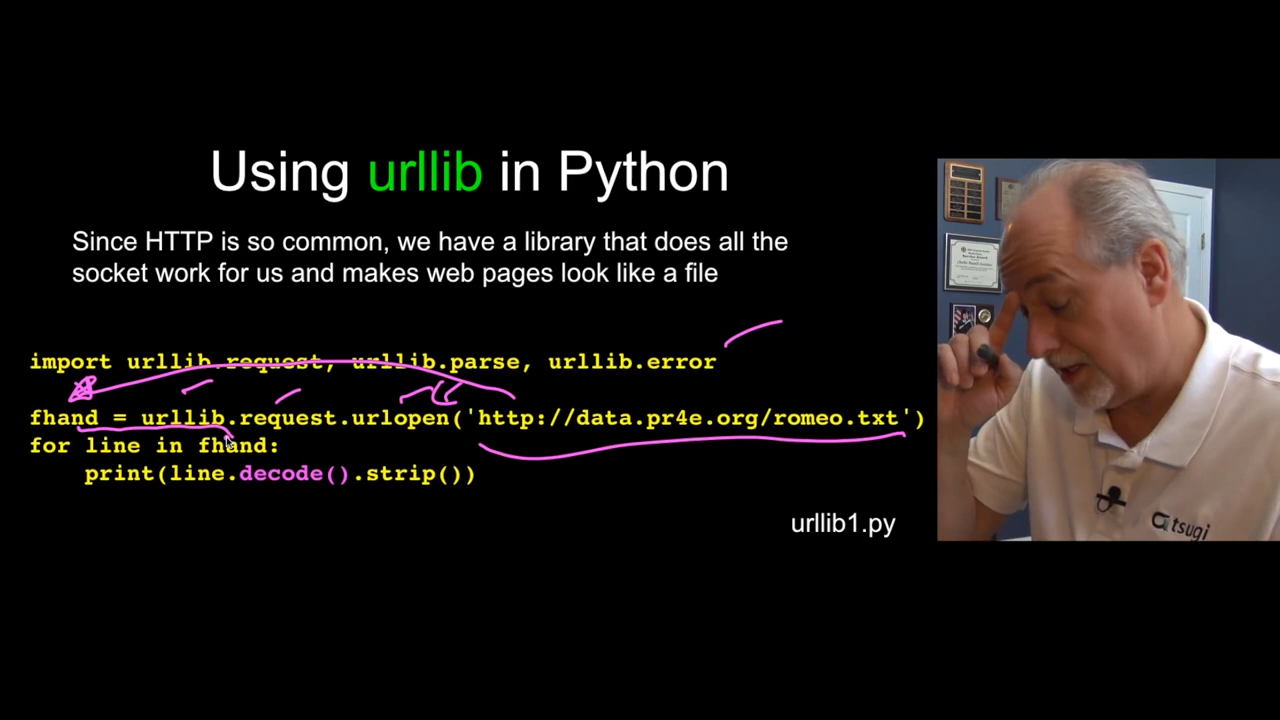 Using urllib in Python
Since HTTP is so common, we have a library that does all the
socket work for us and makes web pages look like a file
import urllib.request, urllib.parse, urllib.error
fhand = urllib.request.urlopen('http://data.pr4e.org/romeo.txt')
for line in fhand:
    print(line.decode().strip())
urllib1.py
tsugi